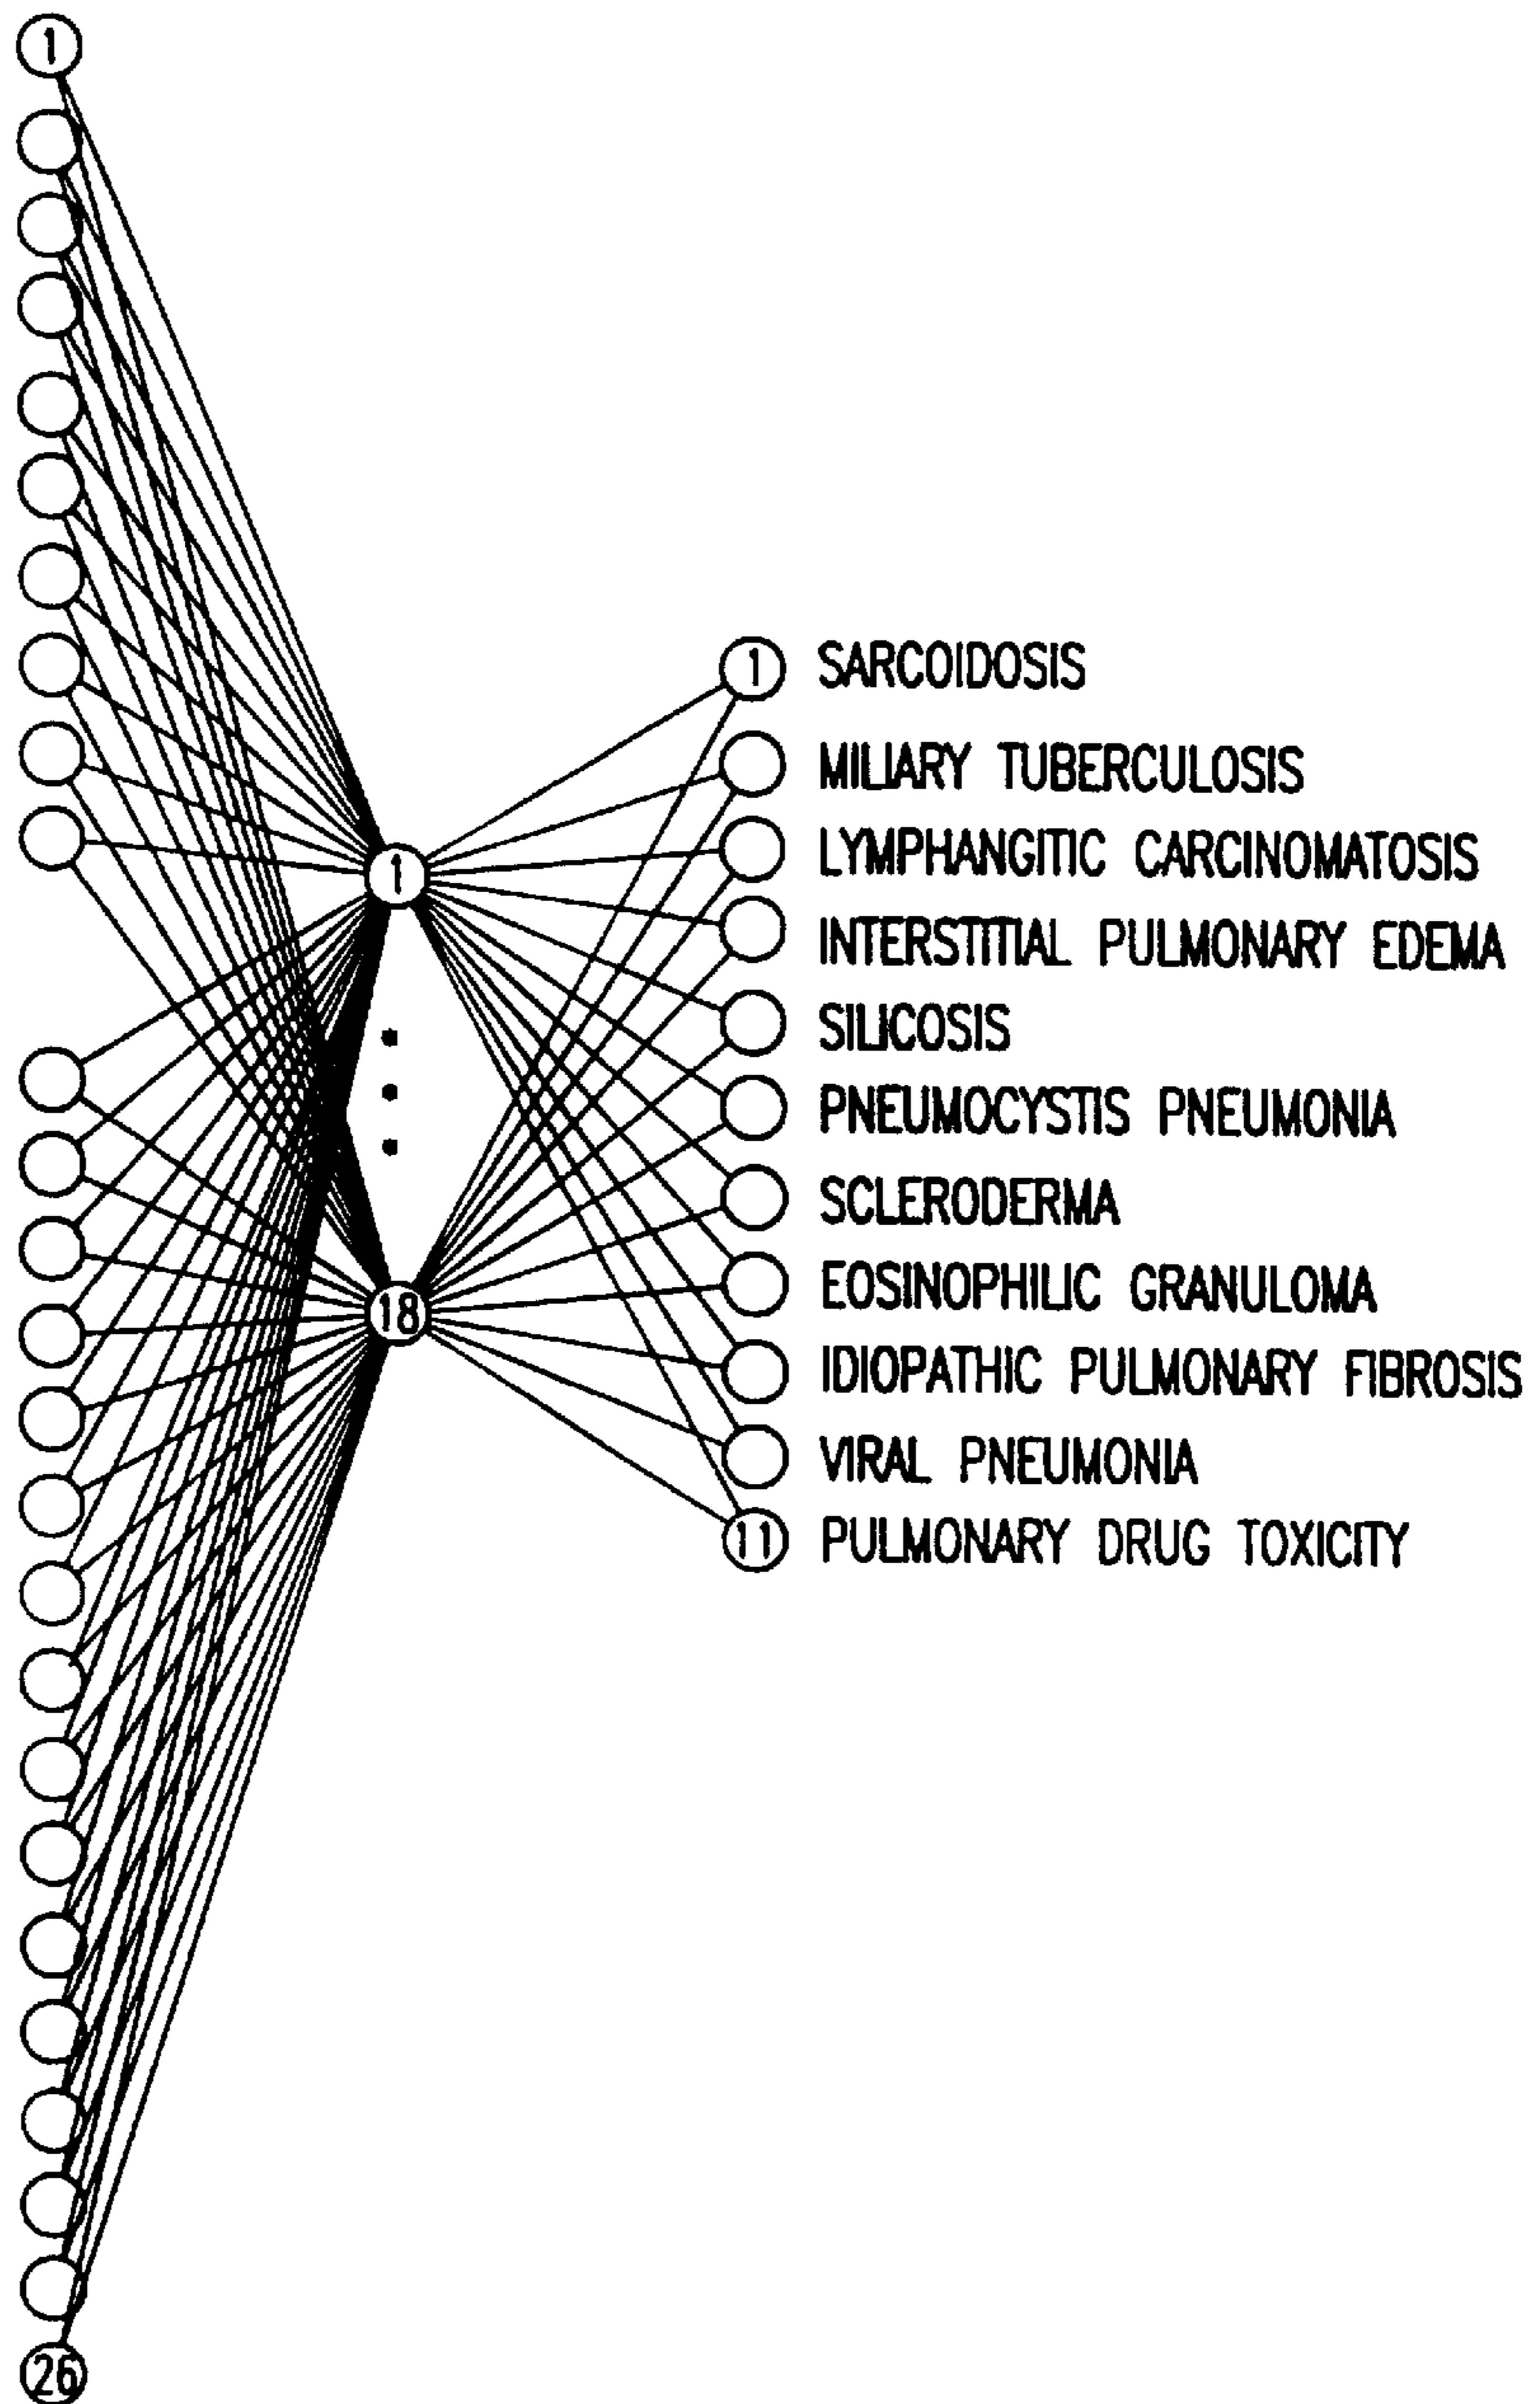 1
1 SARCOIDOSIS
MILIARY TUBERCULOSIS
LYMPHANGITIC CARCINOMATOSIS
1
INTERSTITIAL PULMONARY EDEMA
SILICOSIS
PNEUMOCYSTIS PNEUMONIA
SCLERODERMA
EOSINOPHILIC GRANULOMA
18
IDIOPATHIC PULMONARY FIBROSIS
VIRAL PNEUMONIA
11 PULMONARY DRUG TOXICITY
26